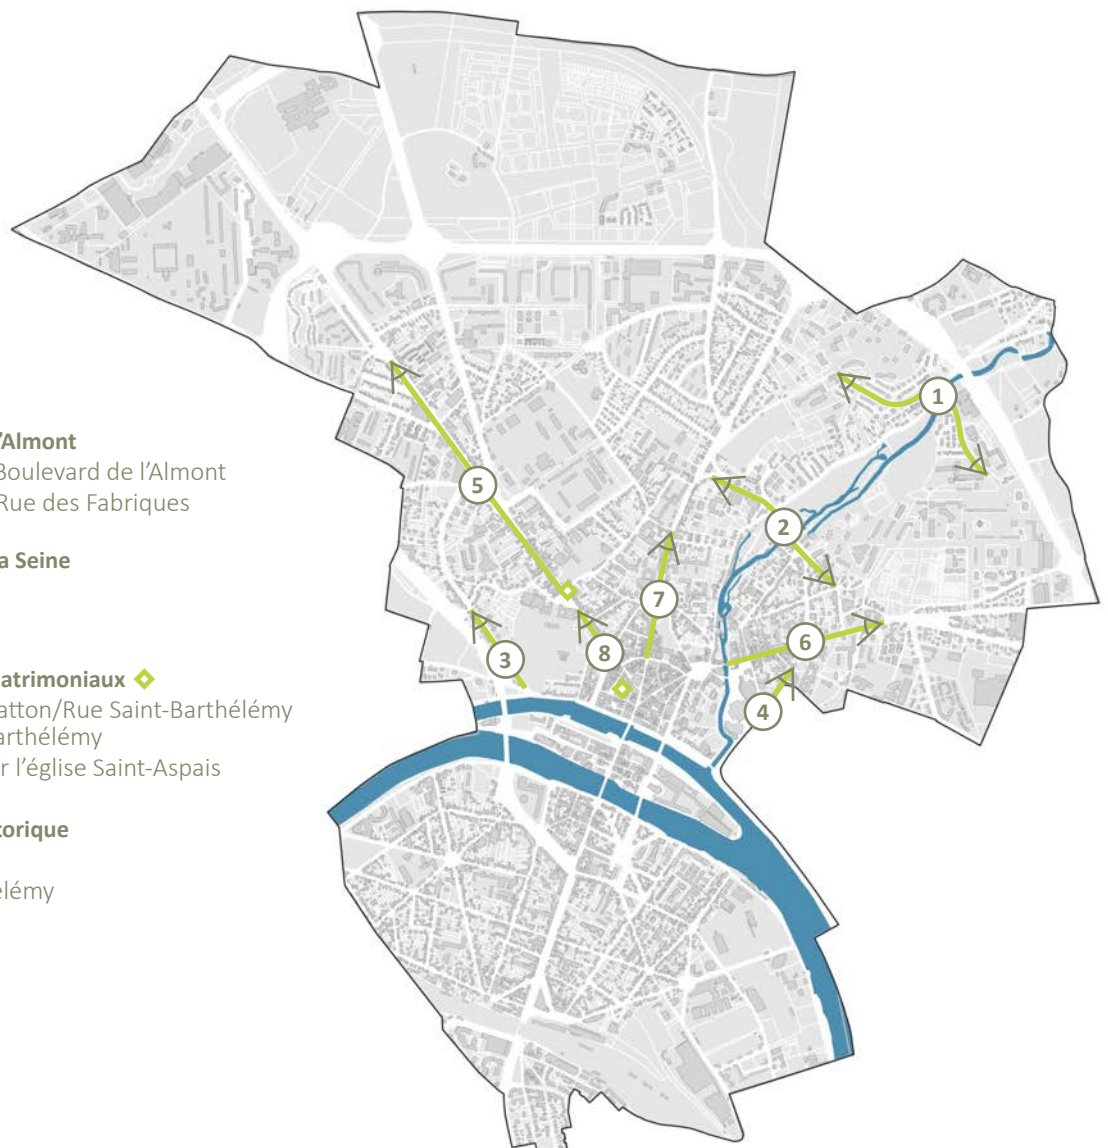 ’Almont
Boulevard de l’Almont
Rue des Fabriques
a Seine
atrimoniaux
atton/Rue Saint-Barthélémy
arthélémy
r l’église Saint-Aspais
torique
élémy
1
2
3
4
5
6
7
8